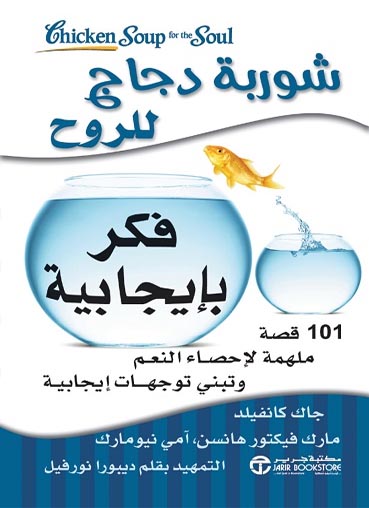 Chicken Soup for the Soul
شوربة دجاج
للروح
فكر
بإيجابية
101 قصة
ملهمة لإحصاء النعم
وتبني توجهات إيجابية
جاك كانفيلد
مارك فيكتور هانسن، آمي نيومارك
التمهيد بقلم ديبورا نورفيل
مكتبة جرير
JARIR BOOKSTORE